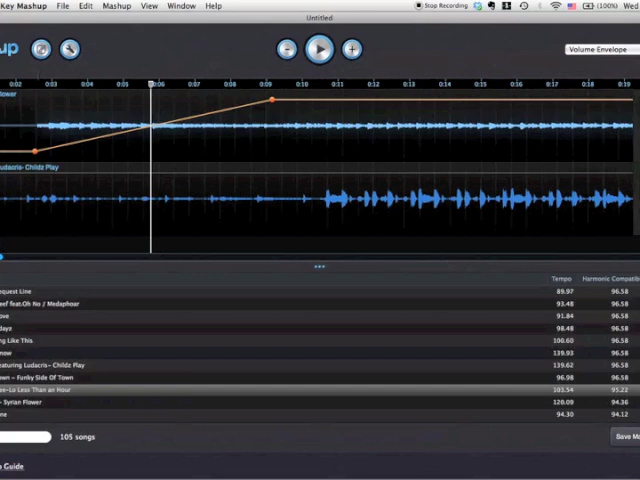 Key Mashup File Edit Mashup View Window Help Stop Recording (100%) Wed
Untitled
up
Volume Envelope
0:02 0:03 0:04 0:05 0:06 0:07 0:08 0:09 0:10 0:11 0:12 0:13 0:14 0:15 0:16 0:17 0:18 0:19
lower
udacris- Childz Play
Tempo Harmonic Compatib
equest Line 89.97 96.58
eef feat.Oh No / Medaphoar 93.48 96.58
ove 91.84 96.58
dayz 98.48 96.58
ng Like This 100.60 96.58
now 139.93 96.58
eaturing Ludacris- Childz Play 139.62 96.58
own - Funky Side Of Town 96.98 96.58
ee-Lo Less Than an Hour 103.54 95.22
- Syrian Flower 120.09 94.36
ne 94.30 94.12
105 songs
Save Ma
o Guide